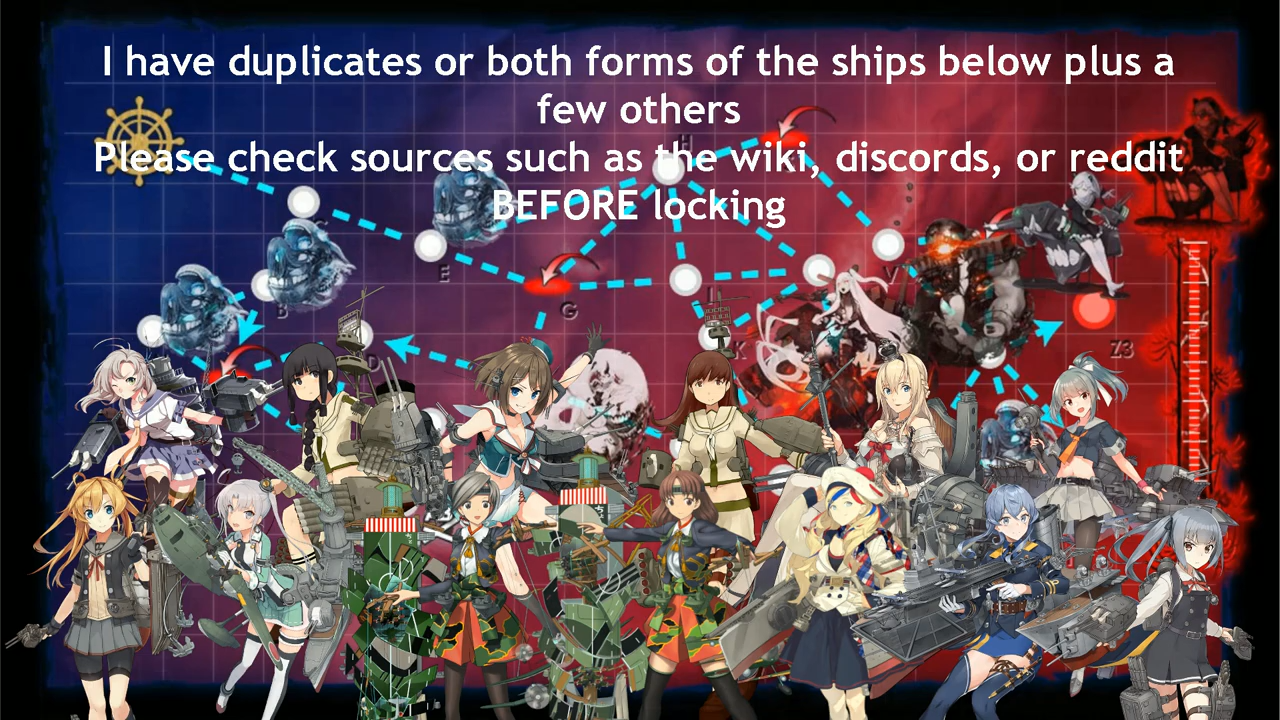 I have duplicates or both forms of the ships below plus a
few others
Please check sources such as the wiki, discords, or reddit
BEFORE locking
H
E
V
G
I
B
D
K
Z3